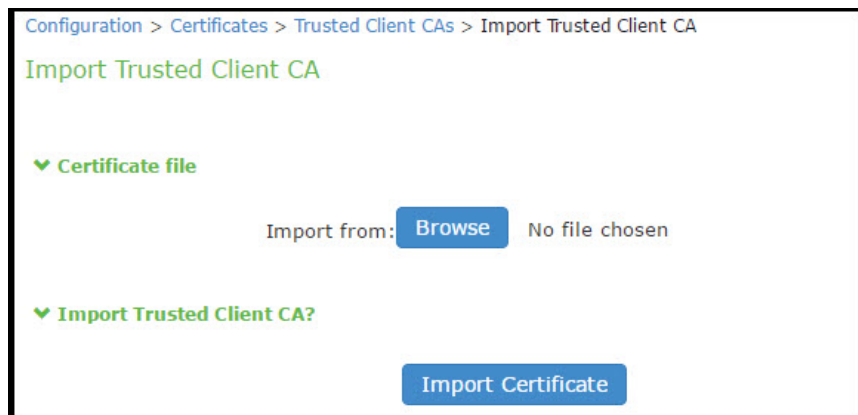 Configuration > Certificates > Trusted Client CAs > Import Trusted Client CA
Import Trusted Client CA
Certificate file
Import from: Browse No file chosen
Import Trusted Client CA?
Import Certificate